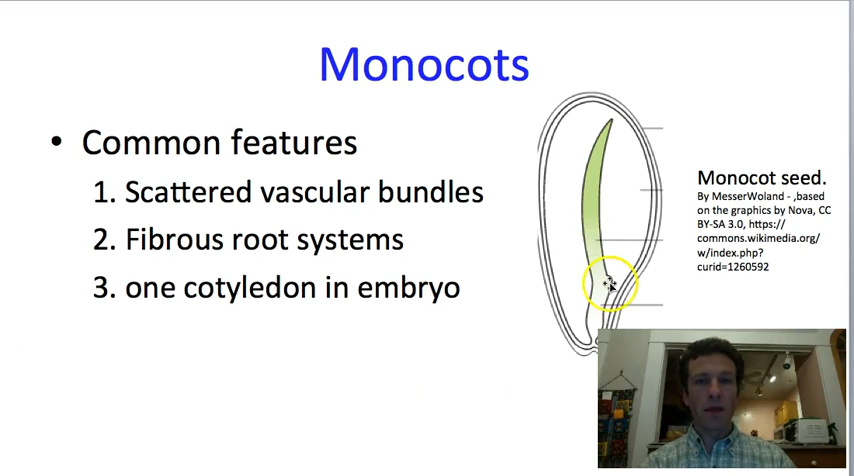 Monocots
• Common features
1. Scattered vascular bundles
2. Fibrous root systems
3. one cotyledon in embryo
Monocot seed.
By MesserWoland - ,based
on the graphics by Nova, CC
BY-SA 3.0, https://
commons.wikimedia.org/
w/index.php?
curid=1260592